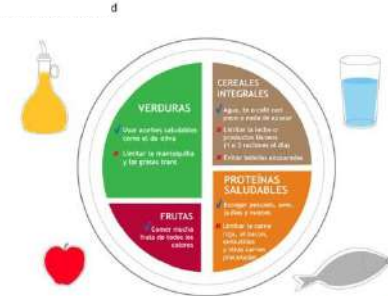 d
VERDURAS
Usar aceites saludables
como el de oliva
Limitar la mantequilla
y las grasas trans
CEREALES
INTEGRALES
Agua, té o café con
poco o nada de azúcar
Limitar la leche o
productos lácteos
(1 o 2 raciones al día)
Evitar bebidas azucaradas
FRUTAS
Comer mucha
fruta de todos los
colores
PROTEÍNAS
SALUDABLES
Escoger pescado, aves,
judías y nueces
Limitar la carne
roja, el bacon,
embutidos
y otras carnes
procesadas